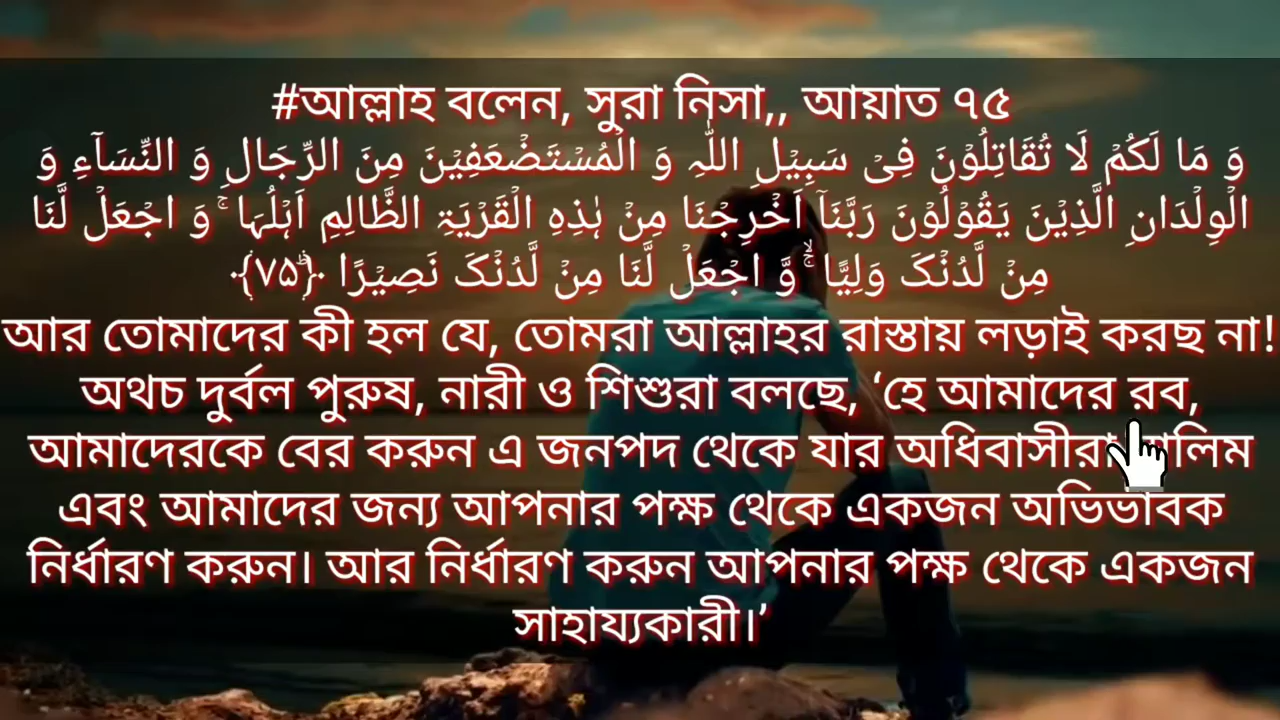 #আল্লাহ বলেন, সুরা নিসা,, আয়াত ৭৫
وَ مَا لَكُمْ لَا تُقَاتِلُوْنَ فِیْ سَبِیْلِ اللّٰہِ وَ الْمُسْتَضْعَفِیْنَ مِنَ الرِّجَالِ وَ النِّسَآءِ وَ
الْوِلْدَانِ الَّذِیْنَ یَقُوْلُوْنَ رَبَّنَاۤ اَخْرِجْنَا مِنْ ہٰذِہِ الْقَرْیَۃِ الظَّالِمِ اَہْلُہَا ۚ وَ اجْعَلْ لَّنَا
مِنْ لَّدُنْکَ وَلِیًّا ۚۙ وَّ اجْعَلْ لَّنَا مِنْ لَّدُنْکَ نَصِیْرًا ﴿ؕ۷۵﴾
আর তোমাদের কী হল যে, তোমরা আল্লাহর রাস্তায় লড়াই করছ না!
অথচ দুর্বল পুরুষ, নারী ও শিশুরা বলছে, ‘হে আমাদের রব,
আমাদেরকে বের করুন এ জনপদ থেকে যার অধিবাসীরা
এবং আমাদের জন্য আপনার পক্ষ থেকে একজন অভিভাবক
নির্ধারণ করুন। আর নির্ধারণ করুন আপনার পক্ষ থেকে একজন
সাহায্যকারী।’